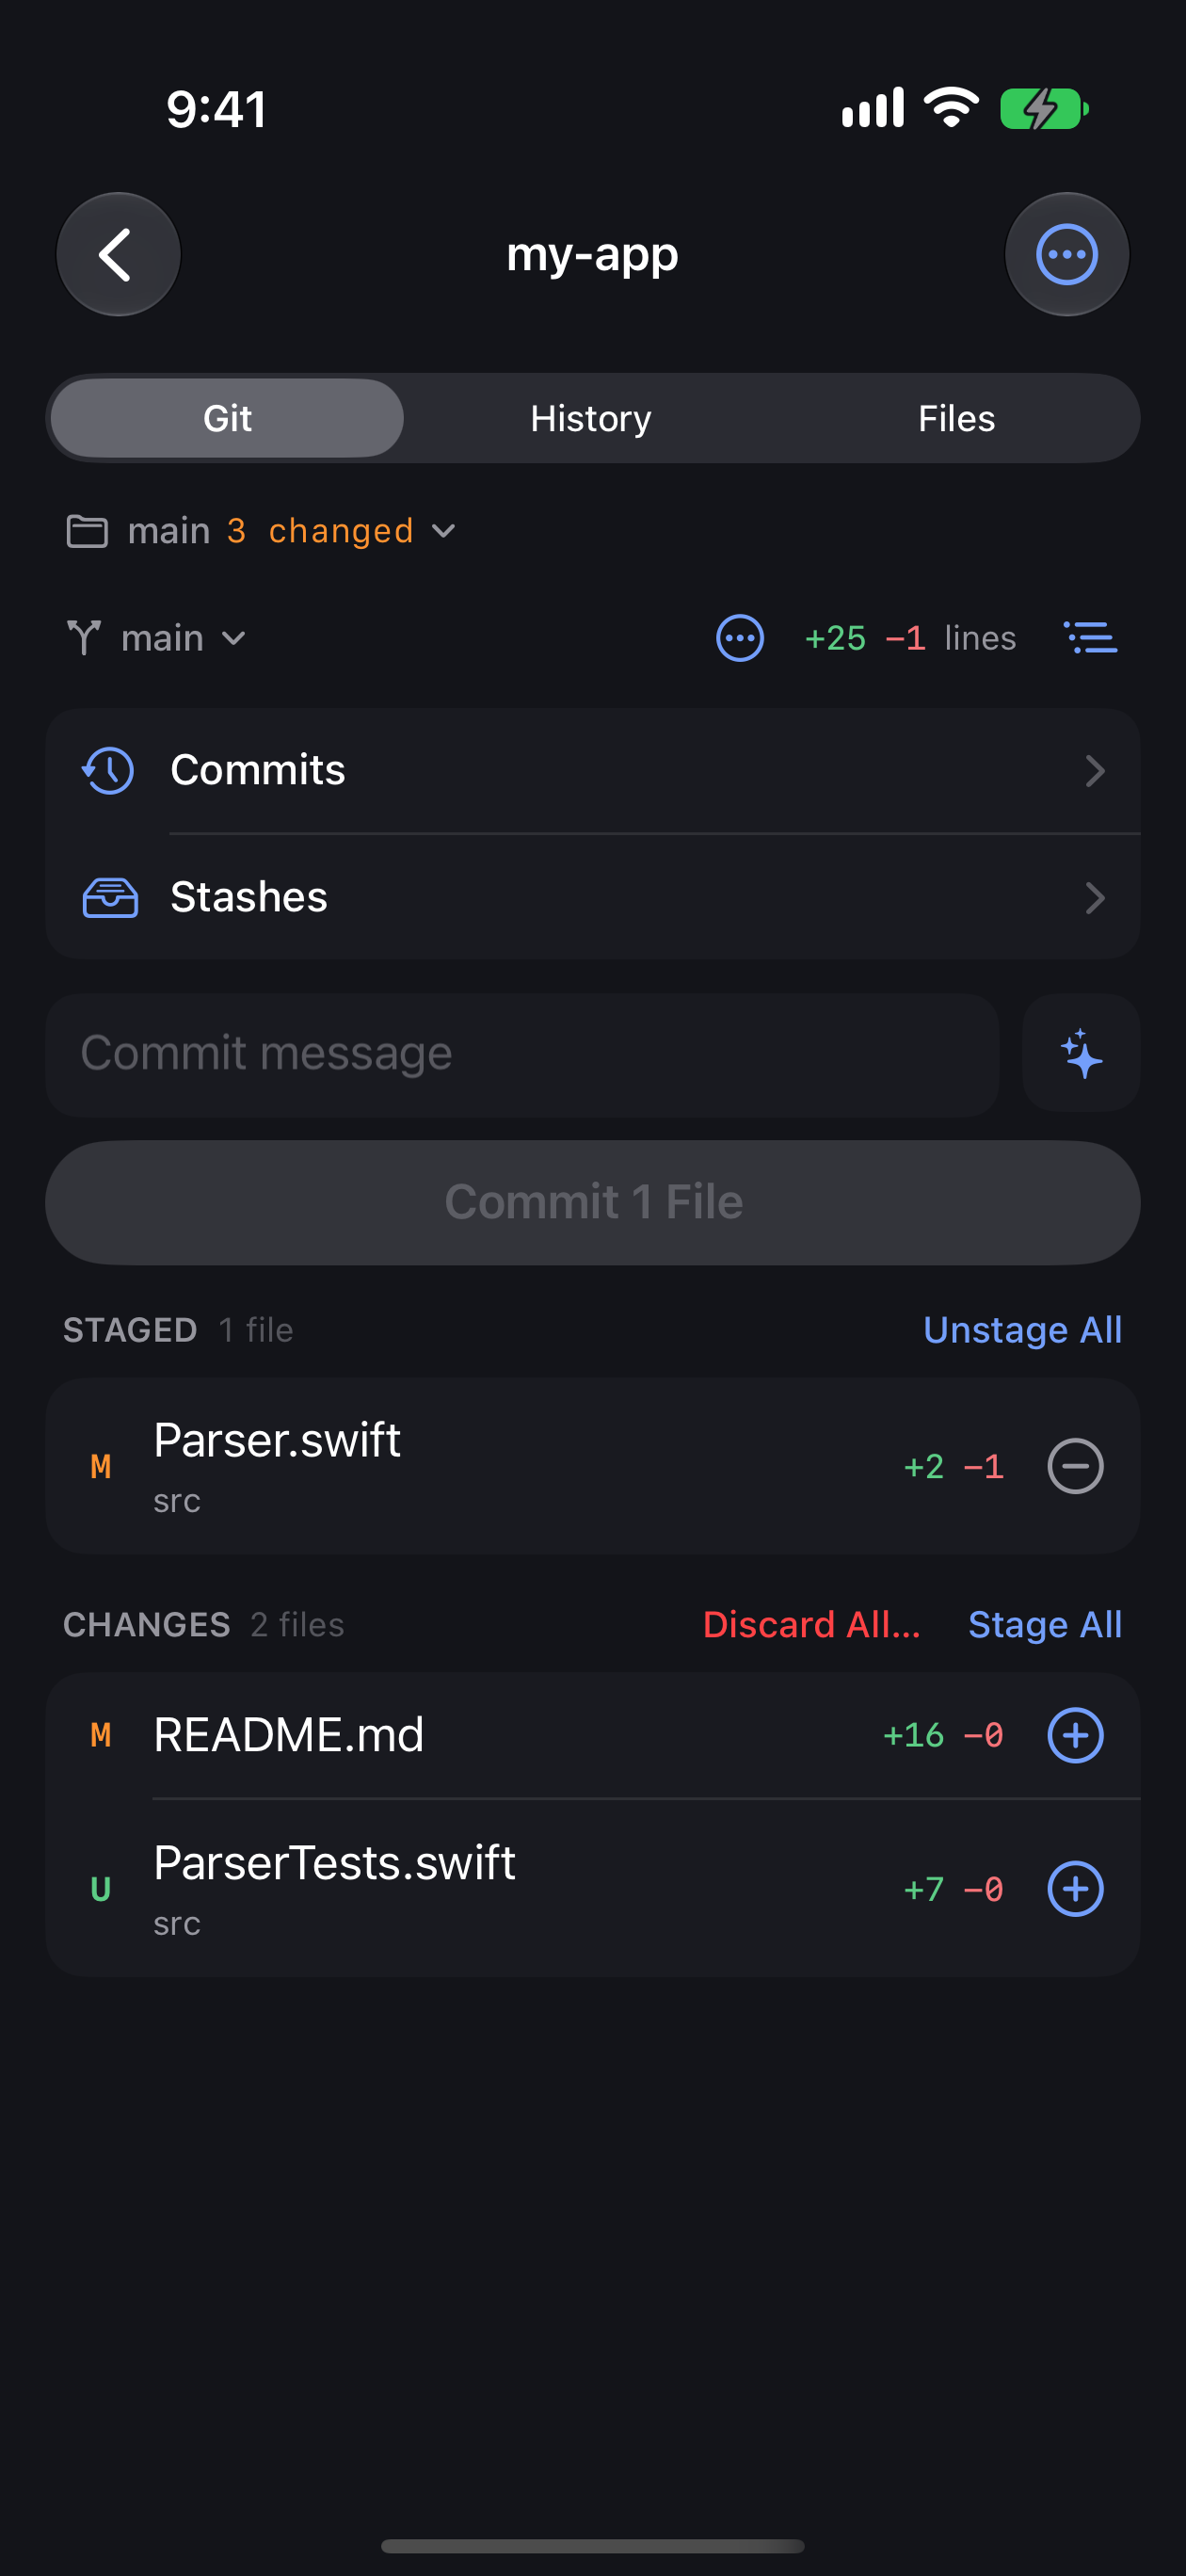 9:41
my-app
Git History Files
main 3 changed
main +25 −1 lines
Commits
Stashes
Commit message
Commit 1 File
STAGED 1 file Unstage All
M Parser.swift +2 −1
src
CHANGES 2 files Discard All... Stage All
M README.md +16 −0
U ParserTests.swift +7 −0
src